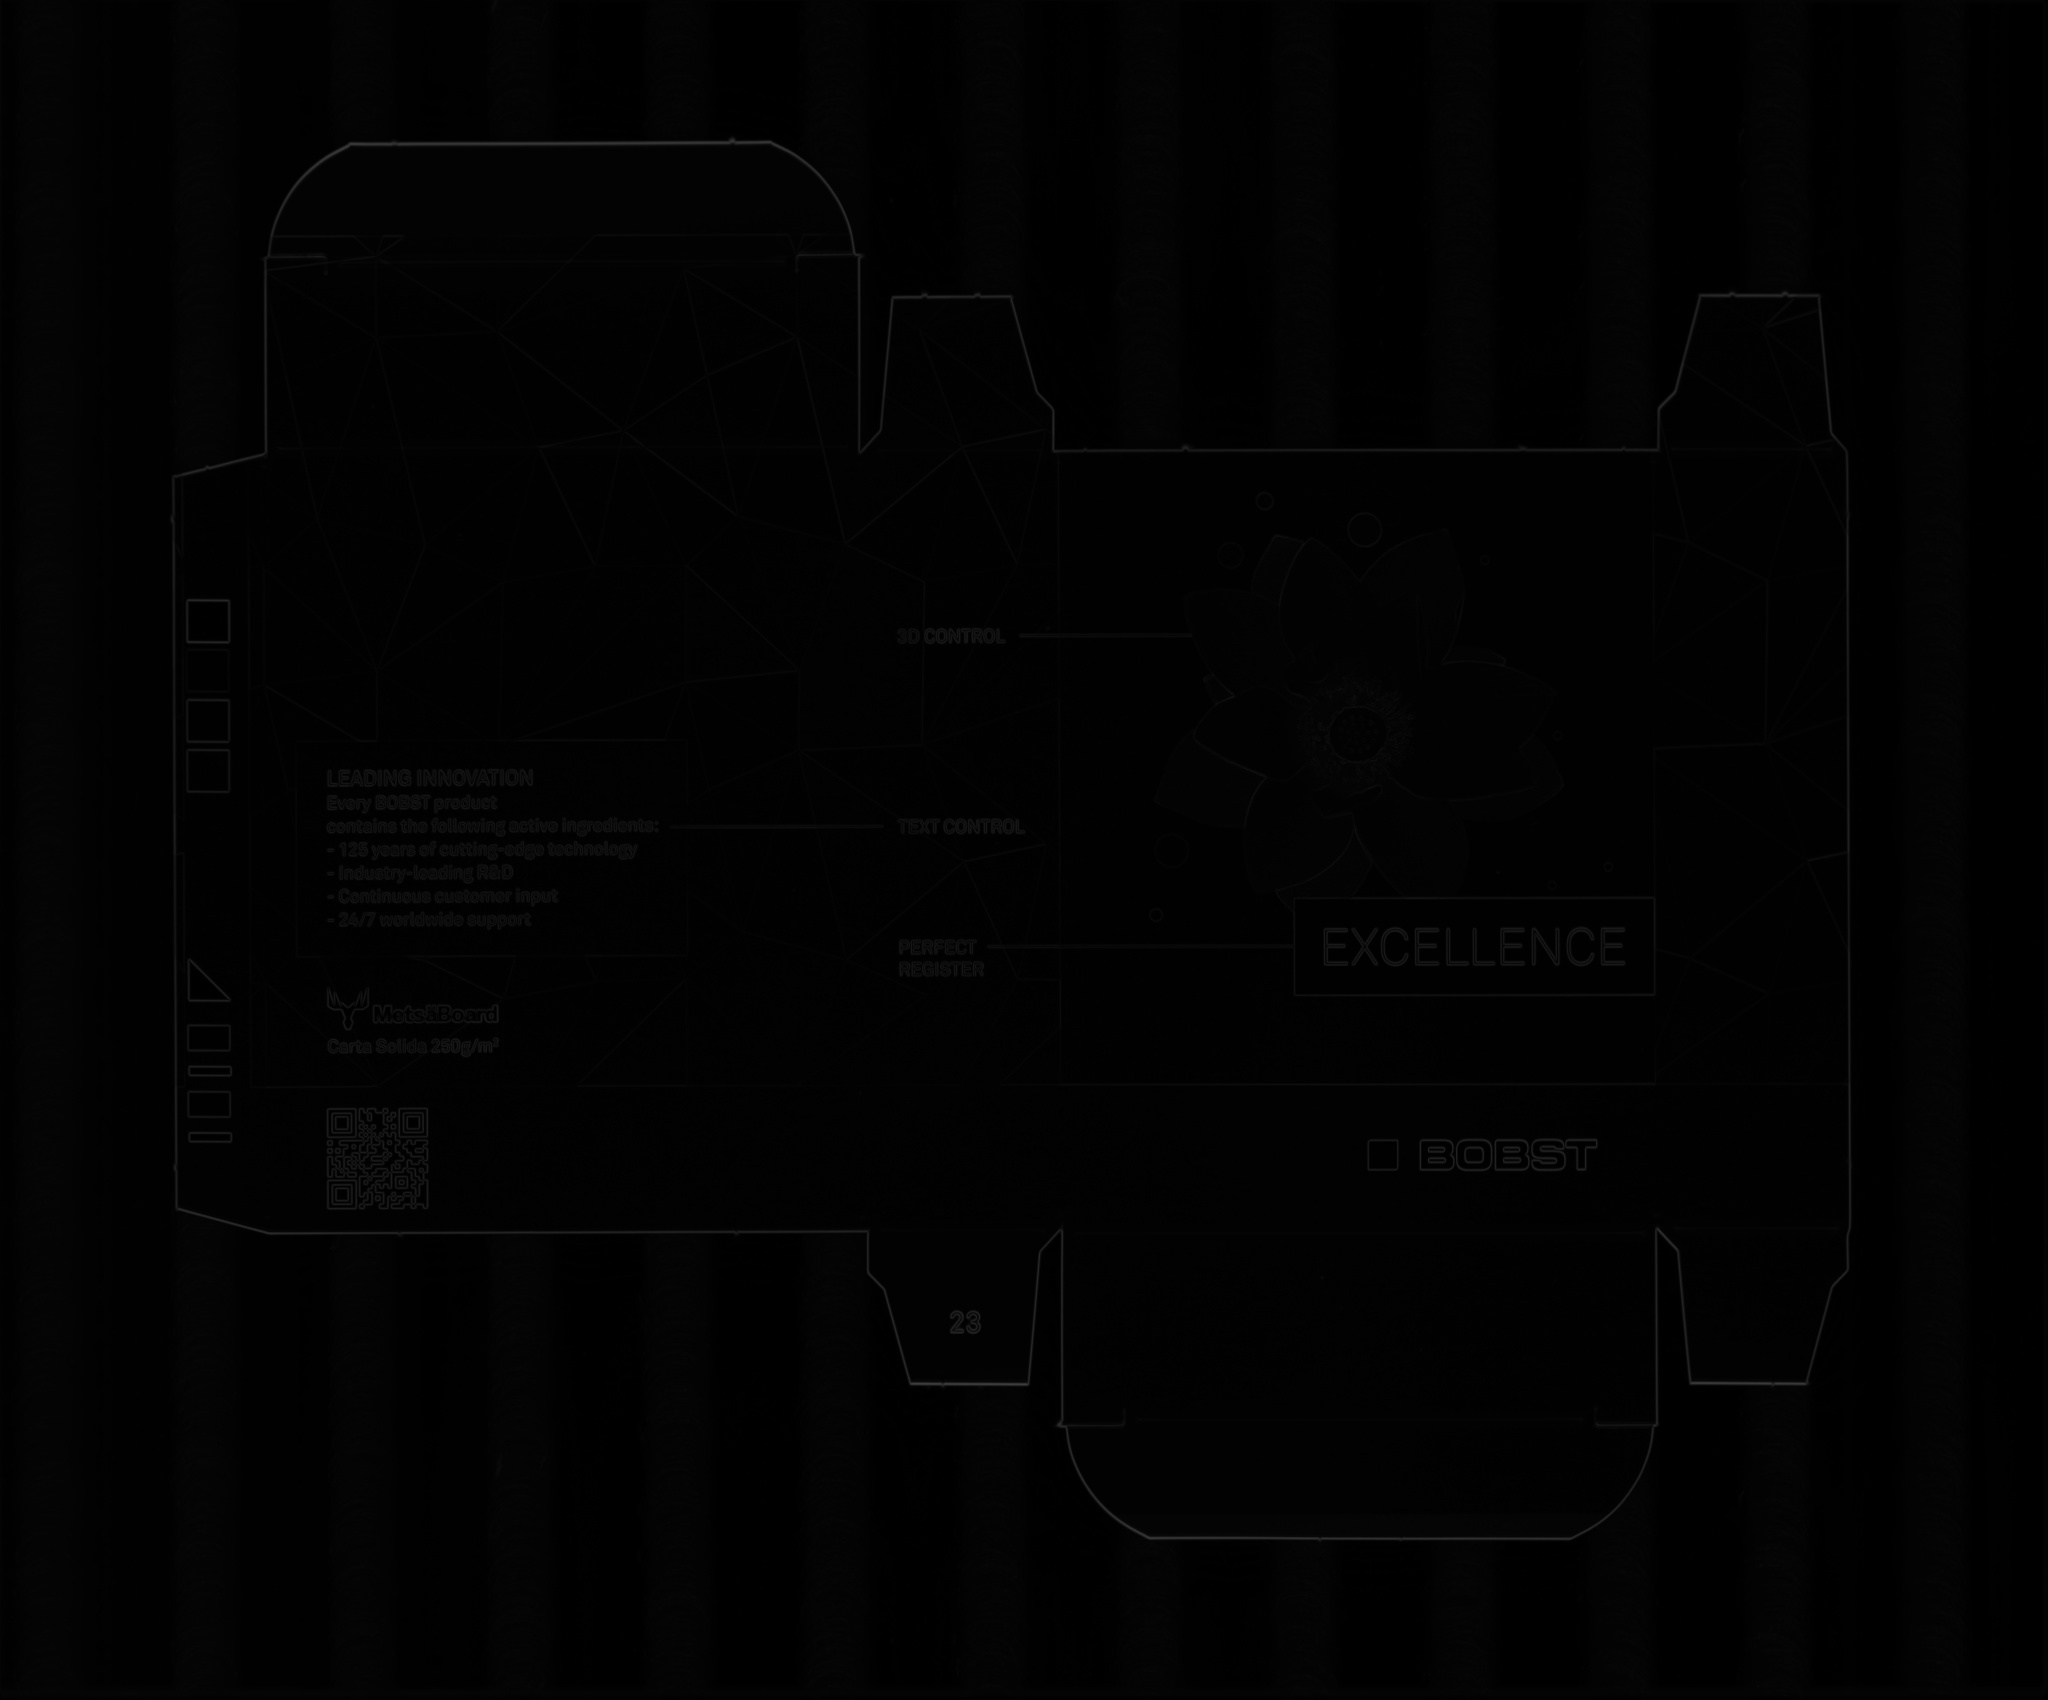 3D CONTROL
LEADING INNOVATION
Every BOBST product
contains the following active ingredients:
- 125 years of cutting-edge technology
- Industry-leading R&D
- Continuous customer input
- 24/7 worldwide support
TEXT CONTROL
PERFECT
REGISTER
EXCELLENCE
MetsäBoard
Carta Solida 250g/m²
BOBST
23